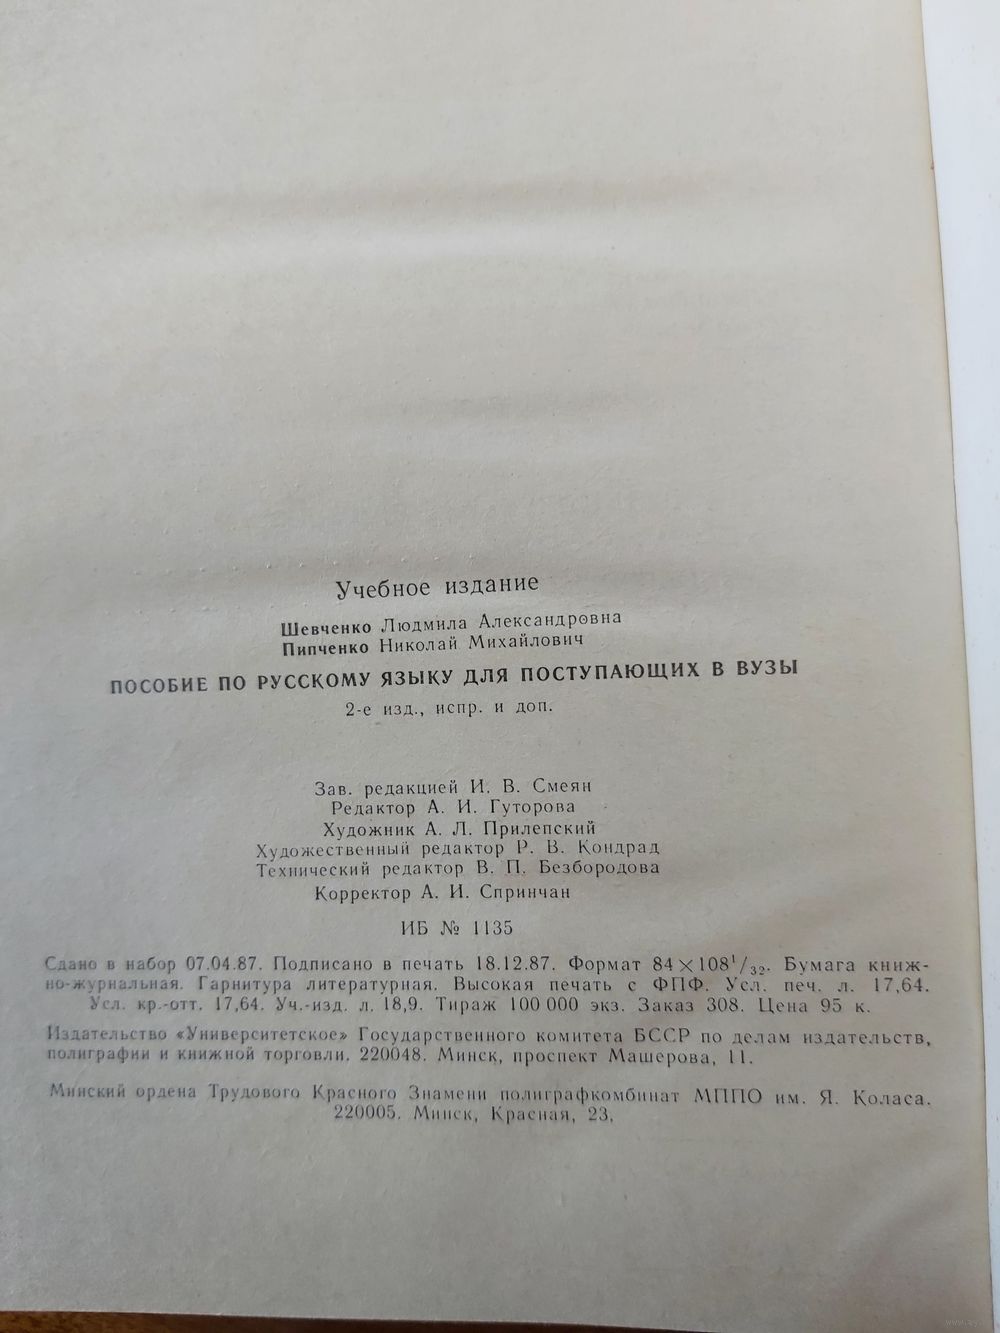 Учебное издание
Шевченко Людмила Александровна
Пипченко Николай Михайлович
ПОСОБИЕ ПО РУССКОМУ ЯЗЫКУ ДЛЯ ПОСТУПАЮЩИХ В ВУЗЫ
2-е изд., испр. и доп.
Зав. редакцией И. В. Смеян
Редактор А. И. Гуторова
Художник А. Л. Прилепский
Художественный редактор Р. В. Кондрад
Технический редактор В. П. Безбородова
Корректор А. И. Спринчан
ИБ № 1135
Сдано в набор 07.04.87. Подписано в печать 18.12.87. Формат 84×108¹/₃₂. Бумага книж-
но-журнальная. Гарнитура литературная. Высокая печать с ФПФ. Усл. печ. л. 17,64.
Усл. кр.-отт. 17,64. Уч.-изд. л. 18,9. Тираж 100 000 экз. Заказ 308. Цена 95 к.
Издательство «Университетское» Государственного комитета БССР по делам издательств,
полиграфии и книжной торговли. 220048. Минск, проспект Машерова, 11.
Минский ордена Трудового Красного Знамени полиграфкомбинат МППО им. Я. Коласа.
220005. Минск, Красная, 23.